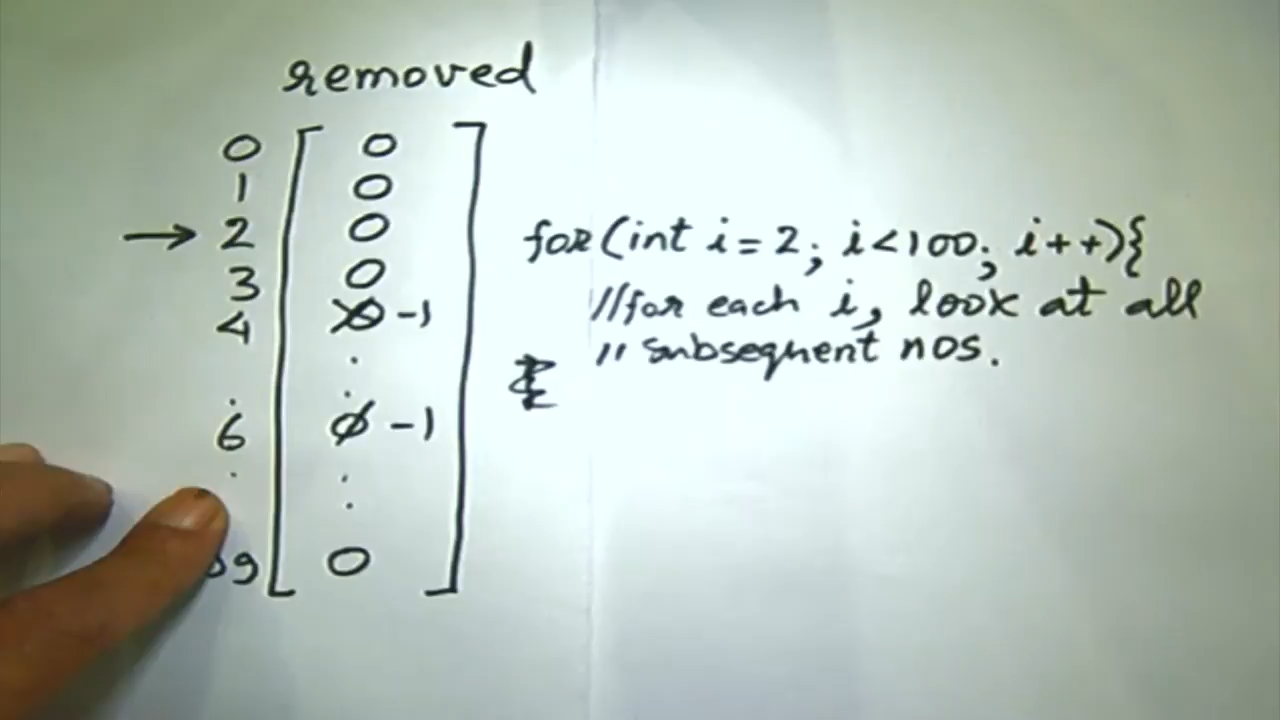 removed
0 0
1 0
2 0
3 0
4 -1
6 0 -1
9 0
for(int i=2; i<100; i++){
//for each i, look at all
// subsequent nos.